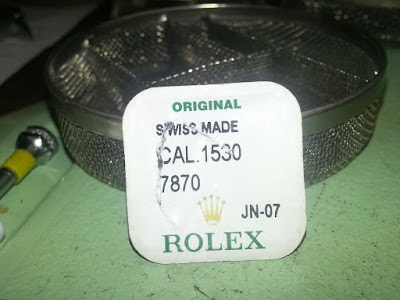 ORIGINAL
SWISS MADE
CAL.1530
7870
JN-07
ROLEX